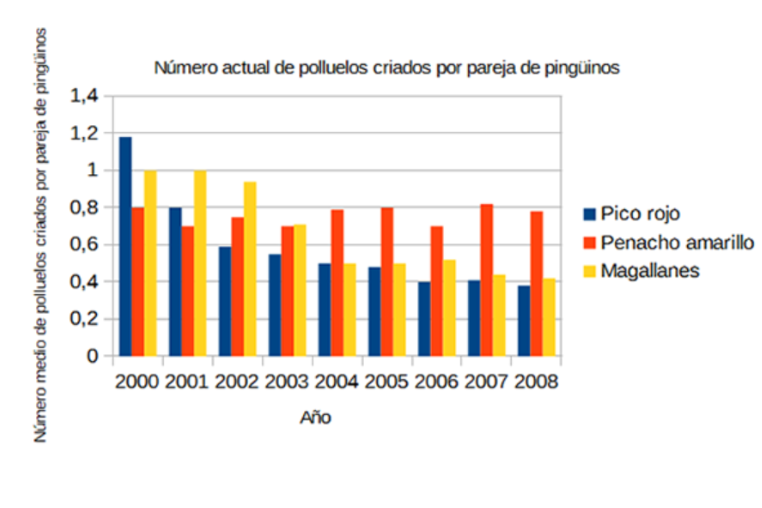 Número actual de polluelos criados por pareja de pingüinos
Número medio de polluelos criados por pareja de pingüinos
1,4
1,2
1
0,8
0,6
0,4
0,2
0
2000 2001 2002 2003 2004 2005 2006 2007 2008
Año
Pico rojo
Penacho amarillo
Magallanes